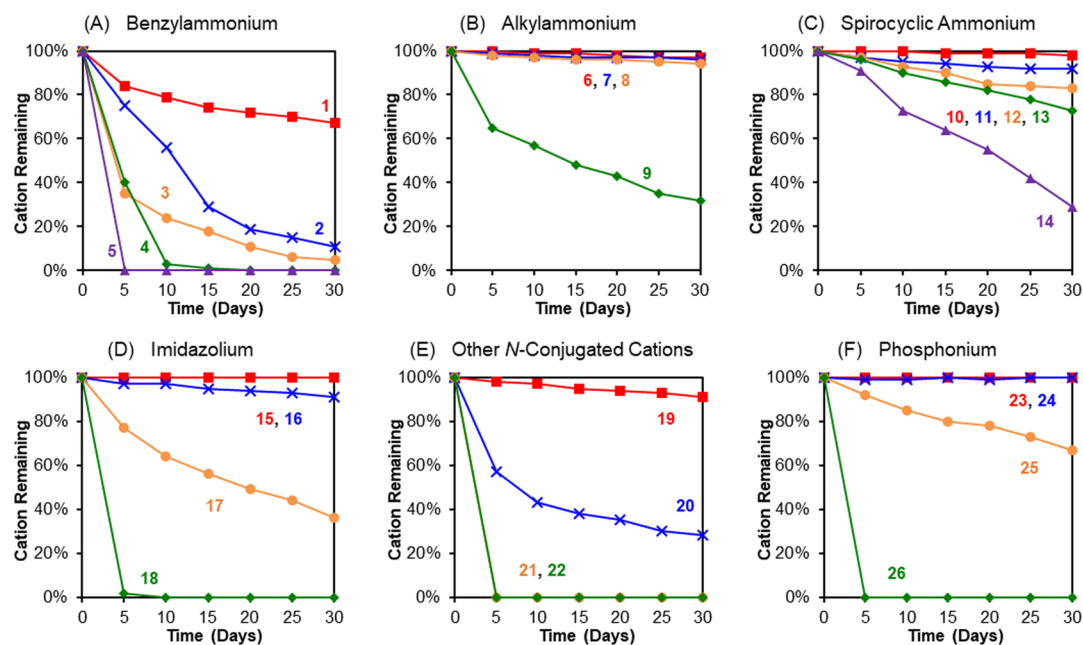 (A) Benzylammonium
100%
80%
60%
40%
20%
0%
Cation Remaining
1
2
3
4
5
0 5 10 15 20 25 30
Time (Days)
(B) Alkylammonium
100%
80%
60%
40%
20%
0%
Cation Remaining
6, 7, 8
9
0 5 10 15 20 25 30
Time (Days)
(C) Spirocyclic Ammonium
100%
80%
60%
40%
20%
0%
Cation Remaining
10, 11, 12, 13
14
0 5 10 15 20 25 30
Time (Days)
(D) Imidazolium
100%
80%
60%
40%
20%
0%
Cation Remaining
15, 16
17
18
0 5 10 15 20 25 30
Time (Days)
(E) Other N-Conjugated Cations
100%
80%
60%
40%
20%
0%
Cation Remaining
19
20
21, 22
0 5 10 15 20 25 30
Time (Days)
(F) Phosphonium
100%
80%
60%
40%
20%
0%
Cation Remaining
23, 24
25
26
0 5 10 15 20 25 30
Time (Days)